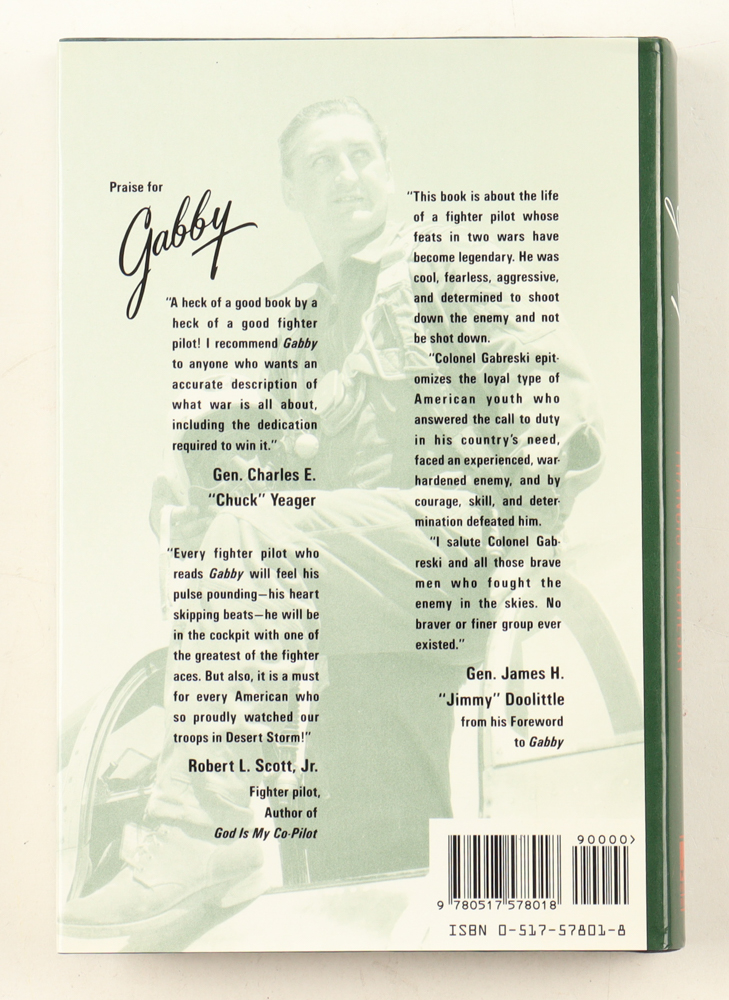 Praise for
Gabby
"A heck of a good book by a
heck of a good fighter
pilot! I recommend Gabby
to anyone who wants an
accurate description of
what war is all about,
including the dedication
required to win it."
Gen. Charles E.
"Chuck" Yeager
"Every fighter pilot who
reads Gabby will feel his
pulse pounding—his heart
skipping beats—he will be
in the cockpit with one of
the greatest of the fighter
aces. But also, it is a must
for every American who
so proudly watched our
troops in Desert Storm!"
Robert L. Scott, Jr.
Fighter pilot,
Author of
God Is My Co-Pilot
"This book is about the life
of a fighter pilot whose
feats in two wars have
become legendary. He was
cool, fearless, aggressive,
and determined to shoot
down the enemy and not
be shot down.
"Colonel Gabreski epit-
omizes the loyal type of
American youth who
answered the call to duty
in his country's need,
faced an experienced, war-
hardened enemy, and by
courage, skill, and deter-
mination defeated him.
"I salute Colonel Gab-
reski and all those brave
men who fought the
enemy in the skies. No
braver or finer group ever
existed."
Gen. James H.
"Jimmy" Doolittle
from his Foreword
to Gabby
90000>
9 780517 578018
ISBN 0-517-57801-8